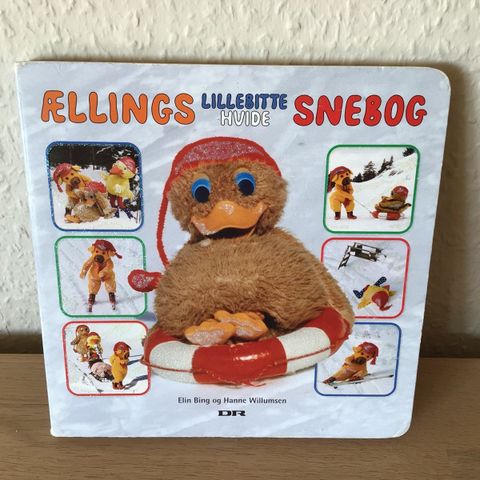 ÆLLINGS LILLEBITTE HVIDE SNEBOG
Elin Bing og Hanne Willumsen
DR